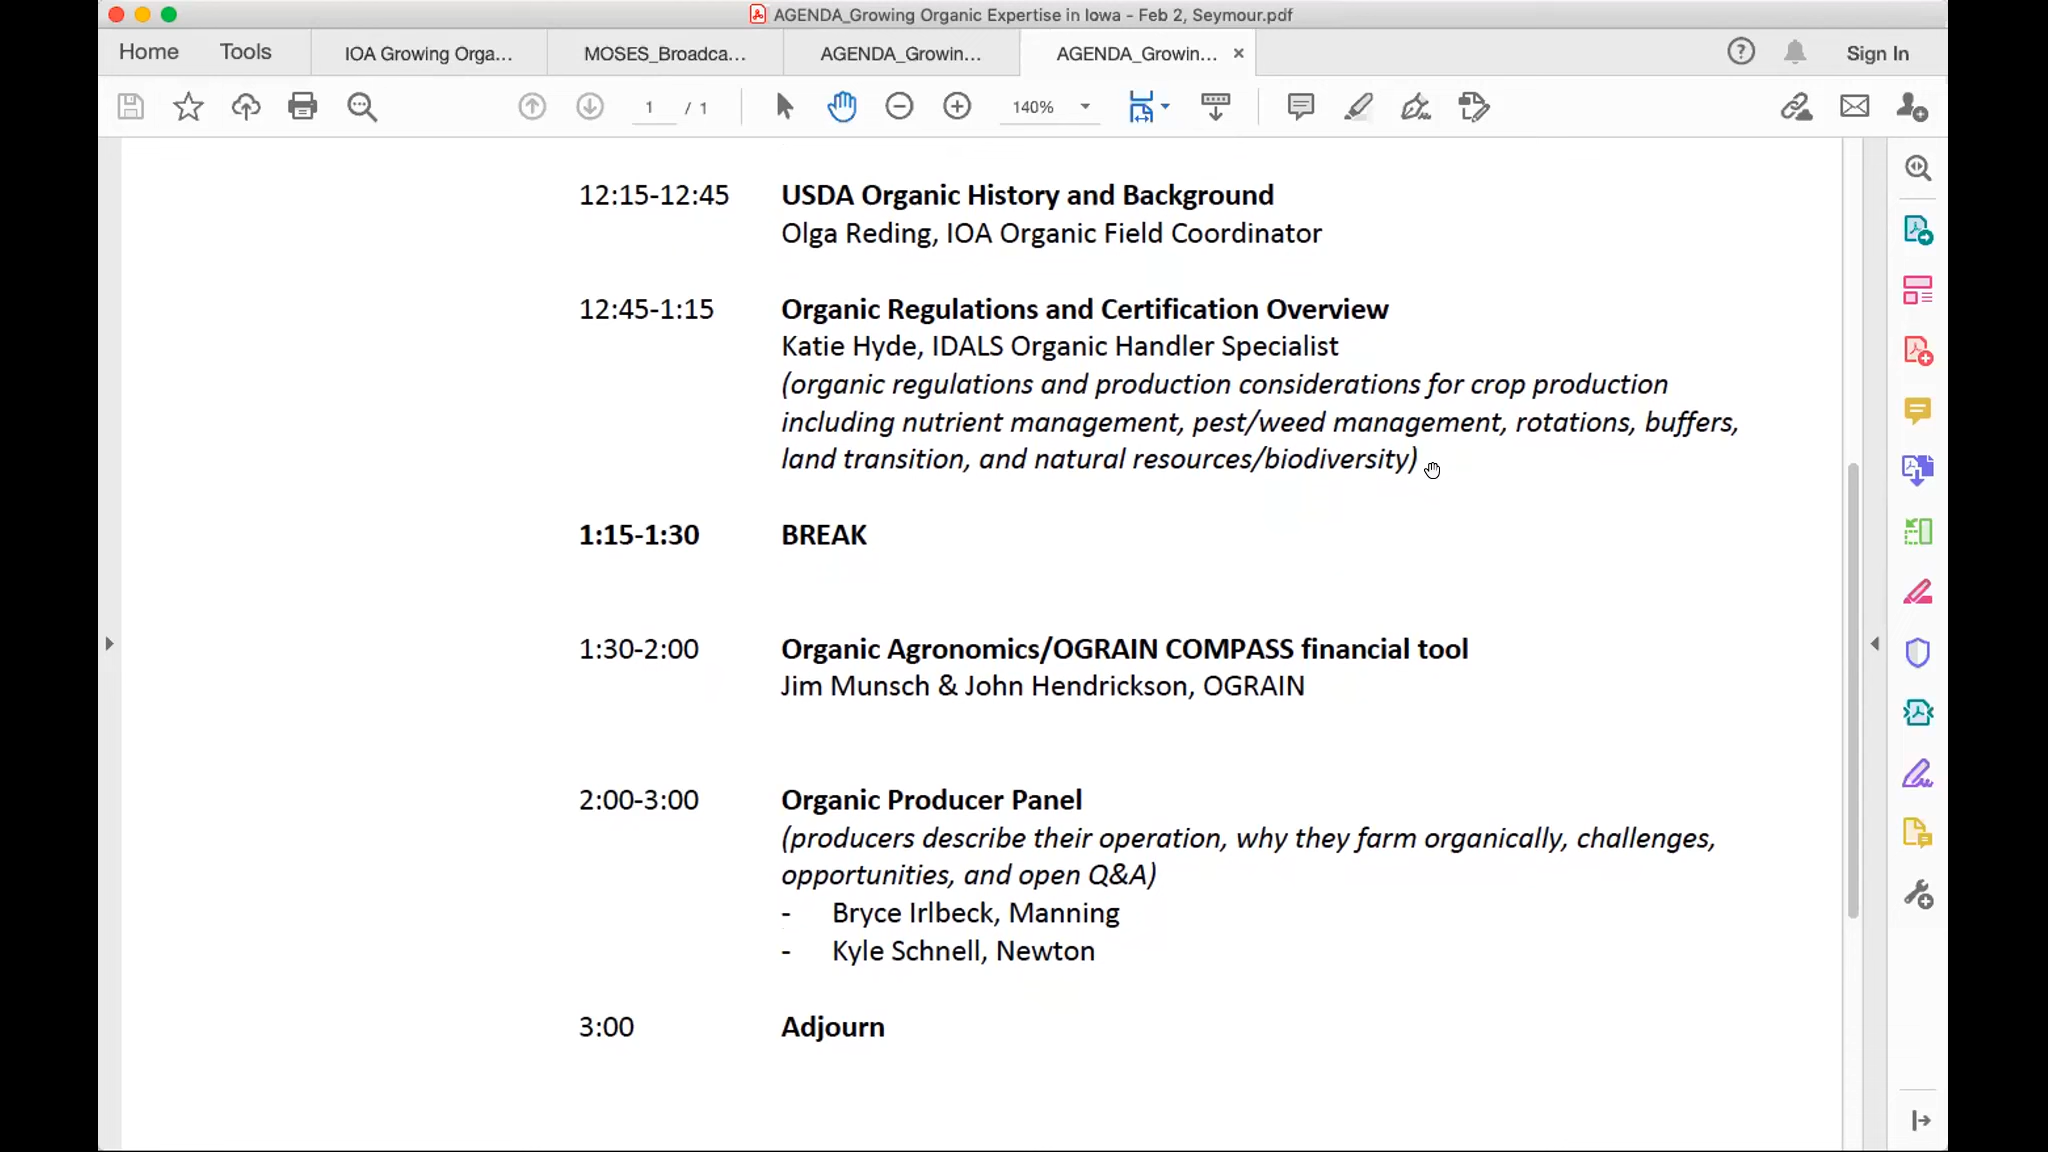 AGENDA_Growing Organic Expertise in Iowa - Feb 2, Seymour.pdf
Home Tools IOA Growing Orga... MOSES_Broadca... AGENDA_Growin... AGENDA_Growin... × Sign In
1 / 1 140%
12:15-12:45 USDA Organic History and Background
Olga Reding, IOA Organic Field Coordinator
12:45-1:15 Organic Regulations and Certification Overview
Katie Hyde, IDALS Organic Handler Specialist
(organic regulations and production considerations for crop production
including nutrient management, pest/weed management, rotations, buffers,
land transition, and natural resources/biodiversity)
1:15-1:30 BREAK
1:30-2:00 Organic Agronomics/OGRAIN COMPASS financial tool
Jim Munsch & John Hendrickson, OGRAIN
2:00-3:00 Organic Producer Panel
(producers describe their operation, why they farm organically, challenges,
opportunities, and open Q&A)
- Bryce Irlbeck, Manning
- Kyle Schnell, Newton
3:00 Adjourn